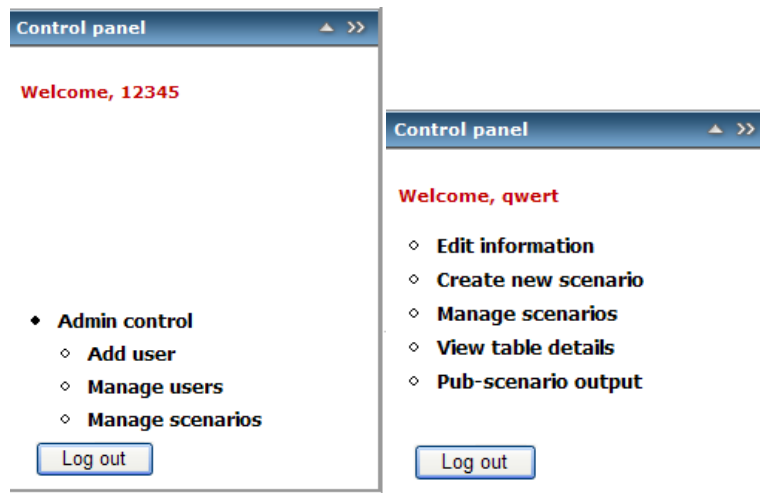 Control panel
Welcome, 12345
Admin control
Add user
Manage users
Manage scenarios
Log out
Control panel
Welcome, qwert
Edit information
Create new scenario
Manage scenarios
View table details
Pub-scenario output
Log out